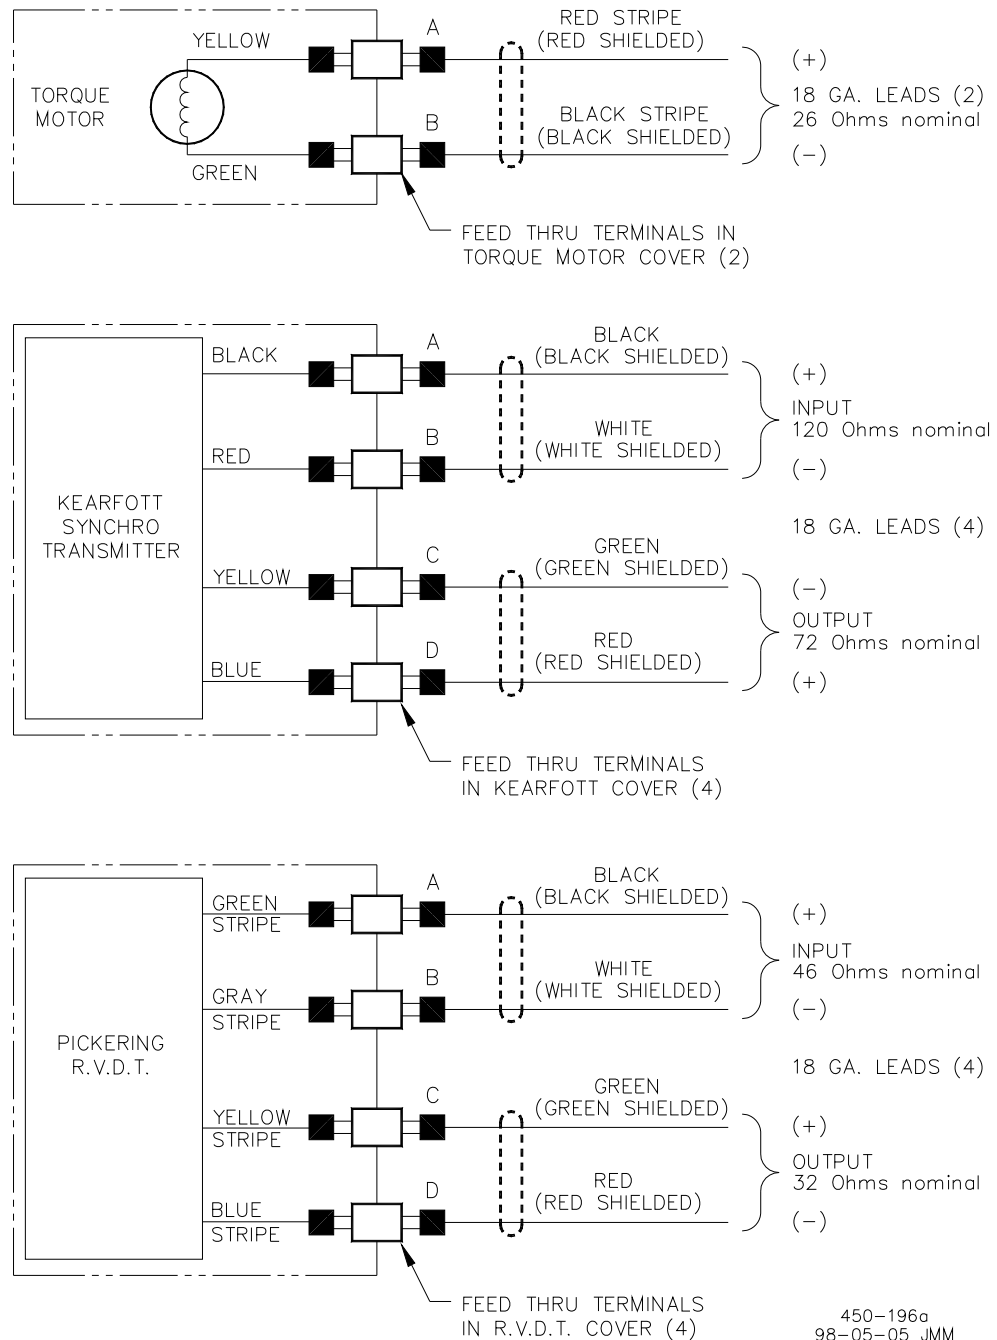 YELLOW
A
RED STRIPE
(RED SHIELDED)
(+)
TORQUE
MOTOR
18 GA. LEADS (2)
26 Ohms nominal
B
BLACK STRIPE
(BLACK SHIELDED)
(-)
GREEN
FEED THRU TERMINALS IN
TORQUE MOTOR COVER (2)
BLACK
A
BLACK
(BLACK SHIELDED)
(+)
INPUT
120 Ohms nominal
RED
B
WHITE
(WHITE SHIELDED)
(-)
KEARFOTT
SYNCHRO
TRANSMITTER
18 GA. LEADS (4)
YELLOW
C
GREEN
(GREEN SHIELDED)
(-)
OUTPUT
72 Ohms nominal
BLUE
D
RED
(RED SHIELDED)
(+)
FEED THRU TERMINALS
IN KEARFOTT COVER (4)
GREEN
STRIPE
A
BLACK
(BLACK SHIELDED)
(+)
INPUT
46 Ohms nominal
GRAY
STRIPE
B
WHITE
(WHITE SHIELDED)
(-)
PICKERING
R.V.D.T.
18 GA. LEADS (4)
YELLOW
STRIPE
C
GREEN
(GREEN SHIELDED)
(+)
OUTPUT
32 Ohms nominal
BLUE
STRIPE
D
RED
(RED SHIELDED)
(-)
FEED THRU TERMINALS
IN R.V.D.T. COVER (4)
450-196a
98-05-05 JMM